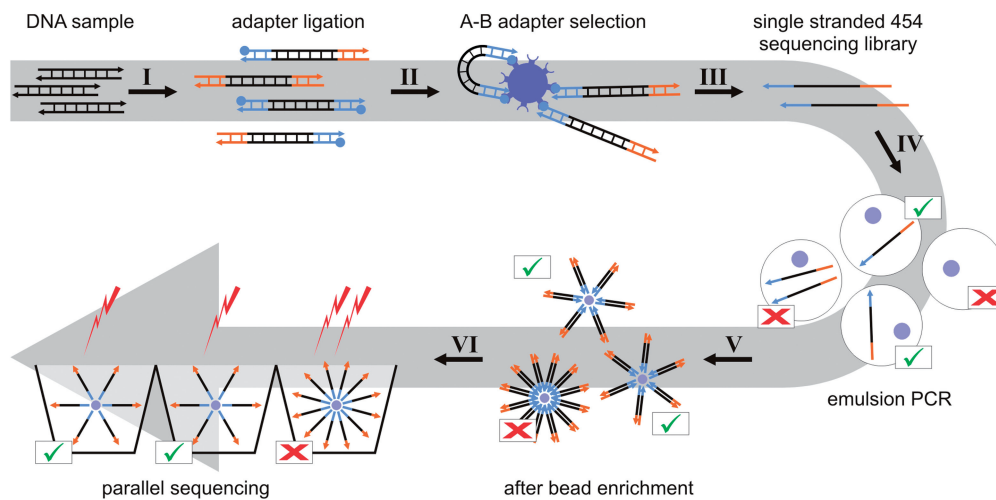 DNA sample
adapter ligation
A-B adapter selection
single stranded 454
sequencing library
I
II
III
IV
emulsion PCR
V
VI
after bead enrichment
parallel sequencing